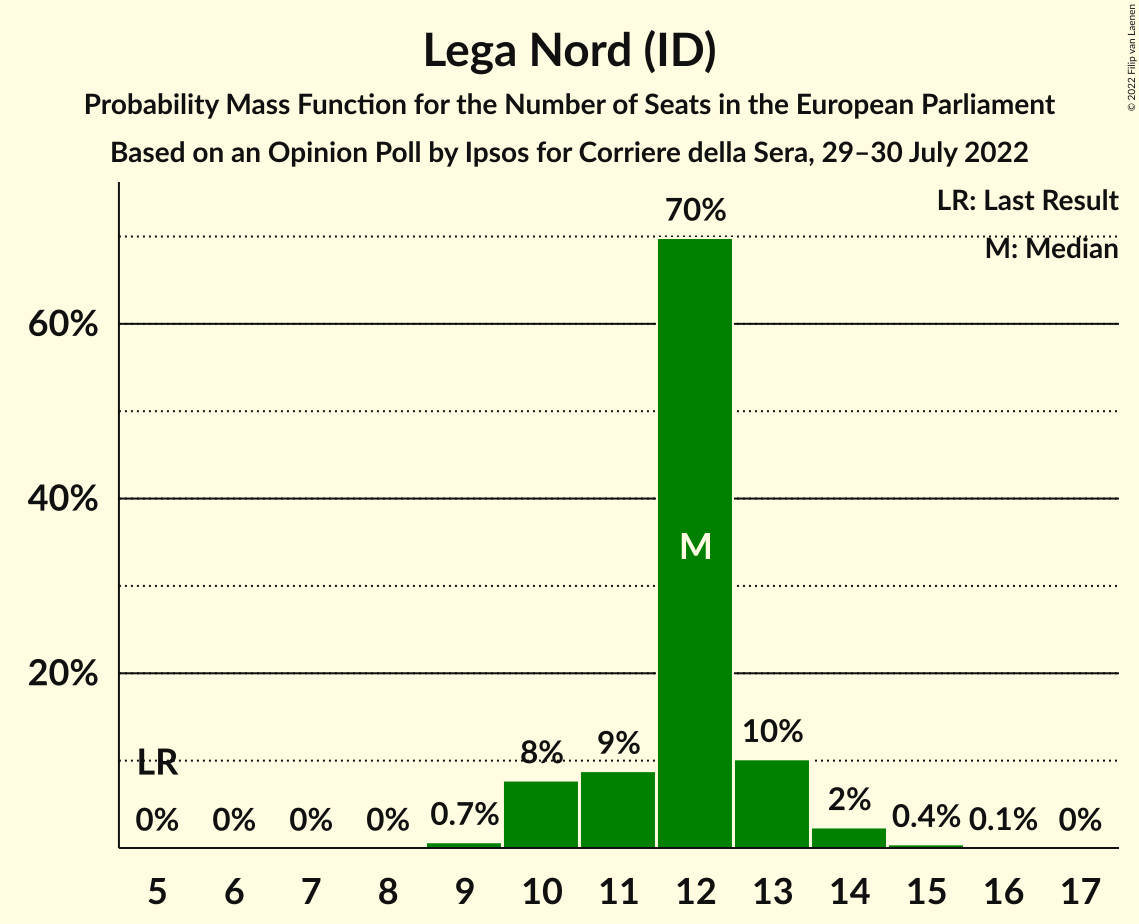 Lega Nord (ID)
Probability Mass Function for the Number of Seats in the European Parliament
Based on an Opinion Poll by Ipsos for Corriere della Sera, 29–30 July 2022
© 2022 Filip van Laenen
LR: Last Result
M: Median
70%
60%
40%
M
20%
LR
0%
0%
0%
0%
0.7%
8%
9%
10%
2%
0.4%
0.1%
0%
5 6 7 8 9 10 11 12 13 14 15 16 17